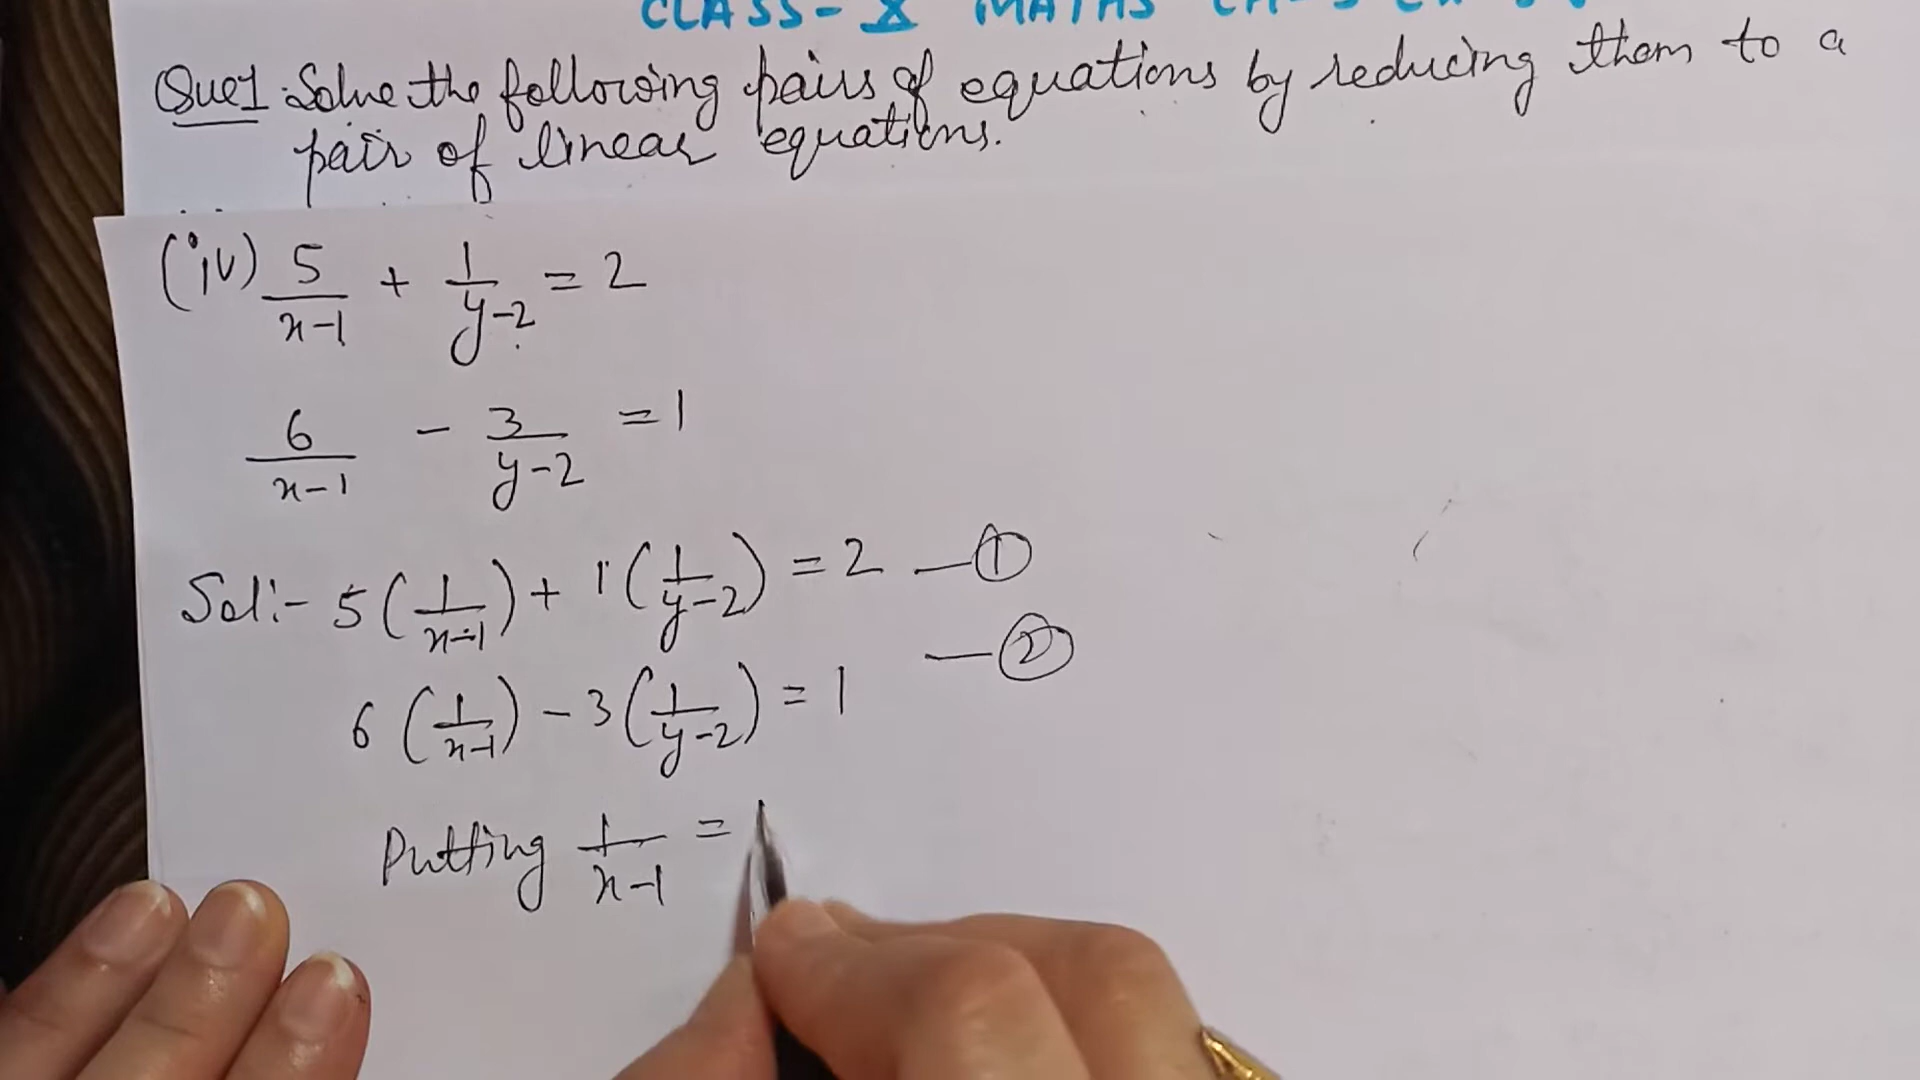 CLASS - X MATHS
Que1. Solve the following pairs of equations by reducing them to a
pair of linear equations.
(iv) 5/(x-1) + 1/(y-2) = 2
6/(x-1) - 3/(y-2) = 1
Sol:- 5(1/(x-1)) + 1(1/(y-2)) = 2 — ①
6(1/(x-1)) - 3(1/(y-2)) = 1 — ②
Putting 1/(x-1) =